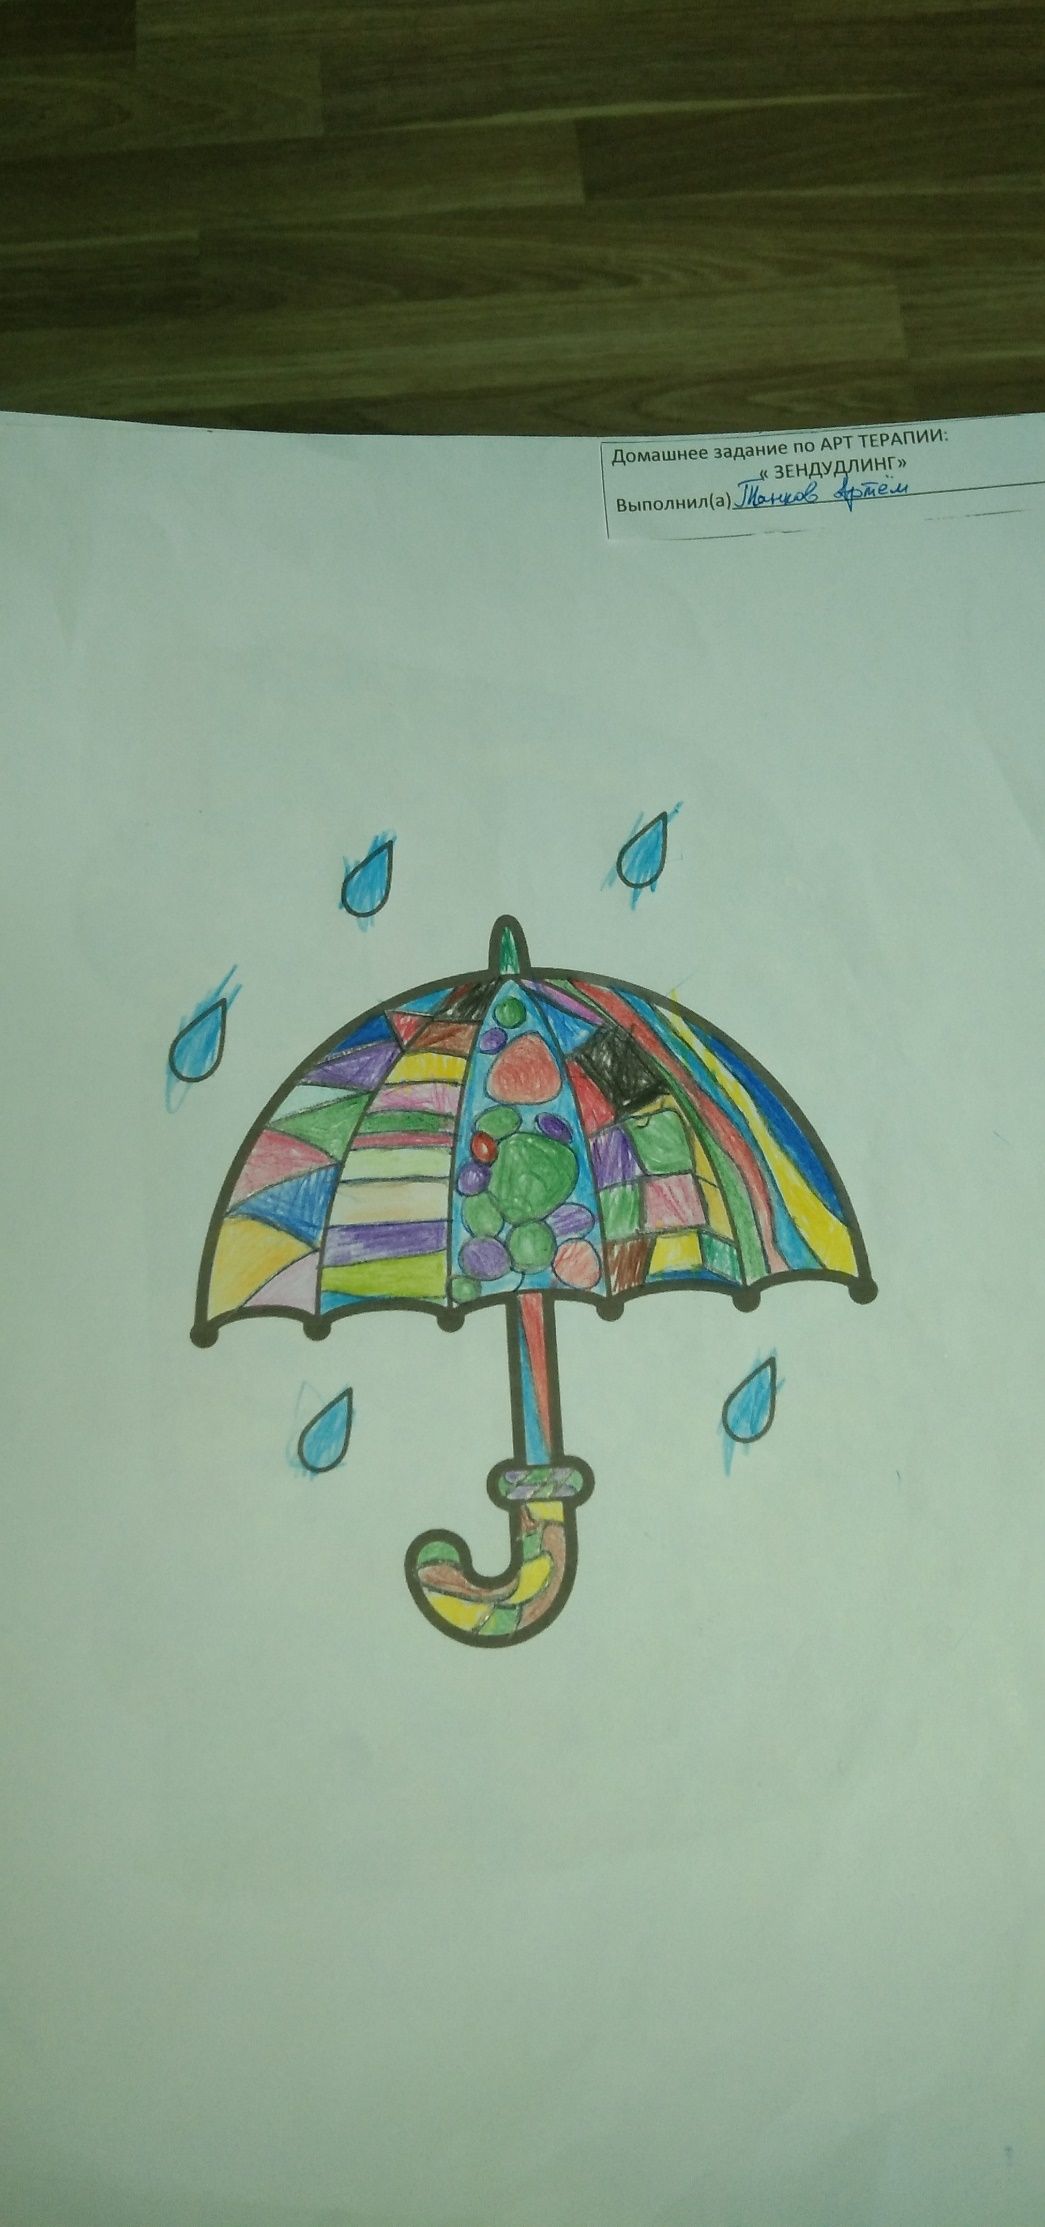 Домашнее задание по АРТ ТЕРАПИИ:
« ЗЕНДУДЛИНГ»
Выполнил(а) Танков Артём